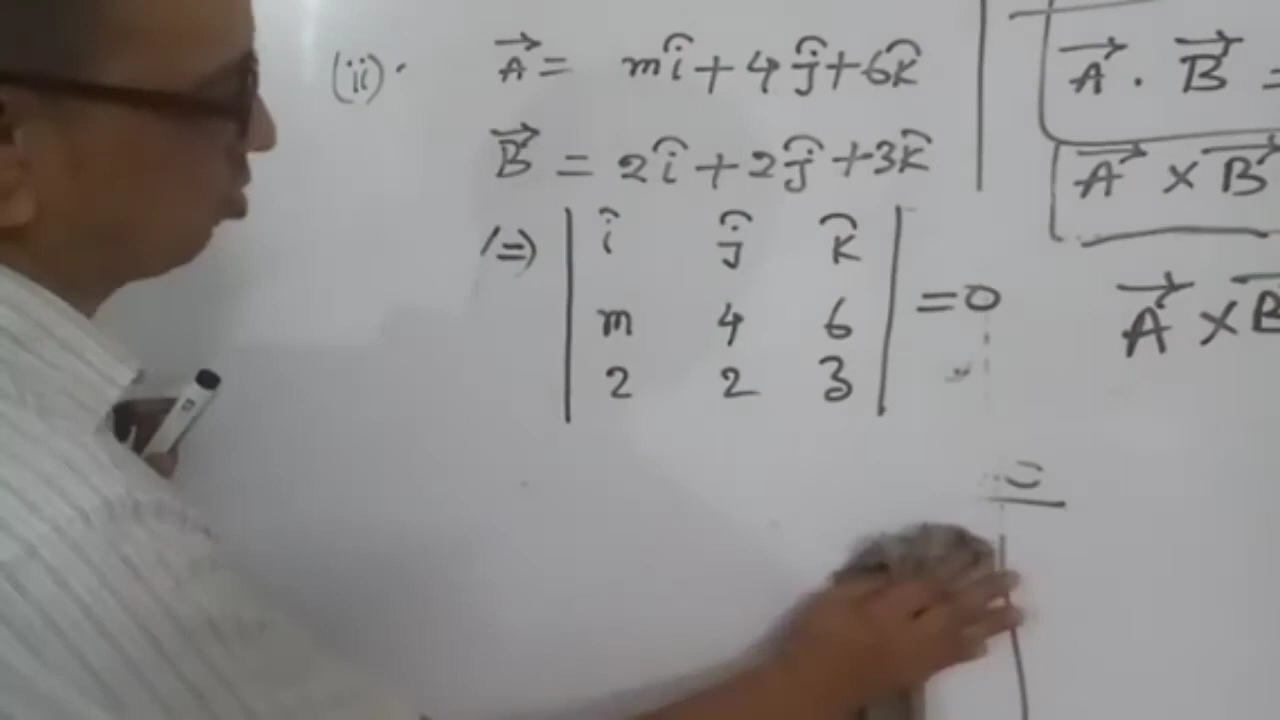 (ii). A⃗ = mî + 4ĵ + 6k̂
B⃗ = 2î + 2ĵ + 3k̂
⇒ | î ĵ k̂ |
| m 4 6 | = 0
| 2 2 3 |
A⃗ . B⃗ =
A⃗ × B⃗
A⃗ × B⃗